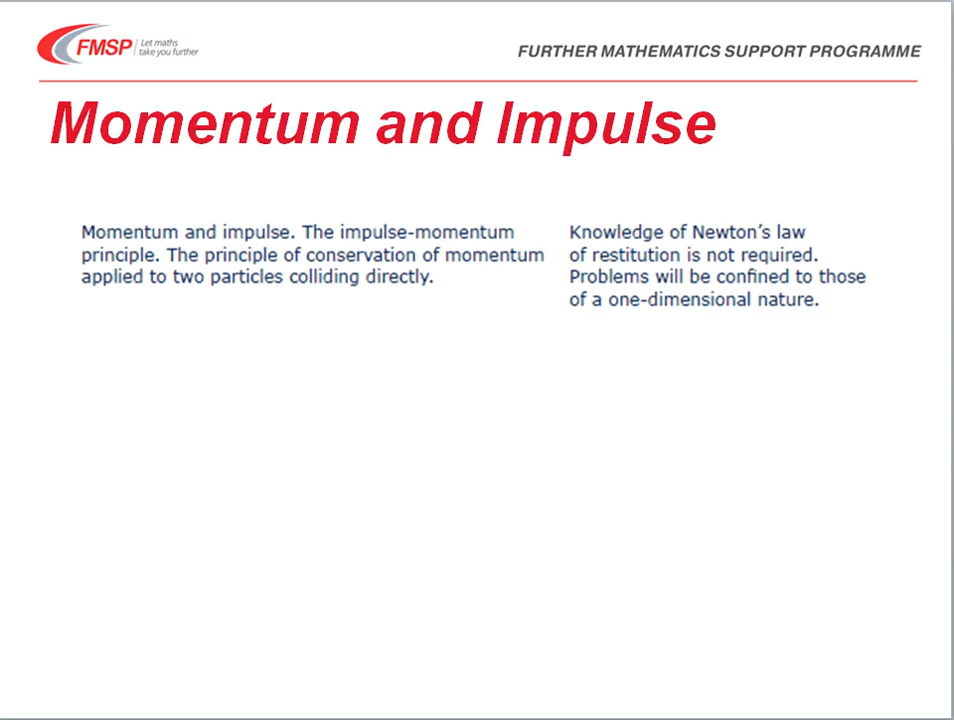 FMSP
Let maths
take you further
FURTHER MATHEMATICS SUPPORT PROGRAMME
Momentum and Impulse
Momentum and impulse. The impulse-momentum
principle. The principle of conservation of momentum
applied to two particles colliding directly.
Knowledge of Newton's law
of restitution is not required.
Problems will be confined to those
of a one-dimensional nature.